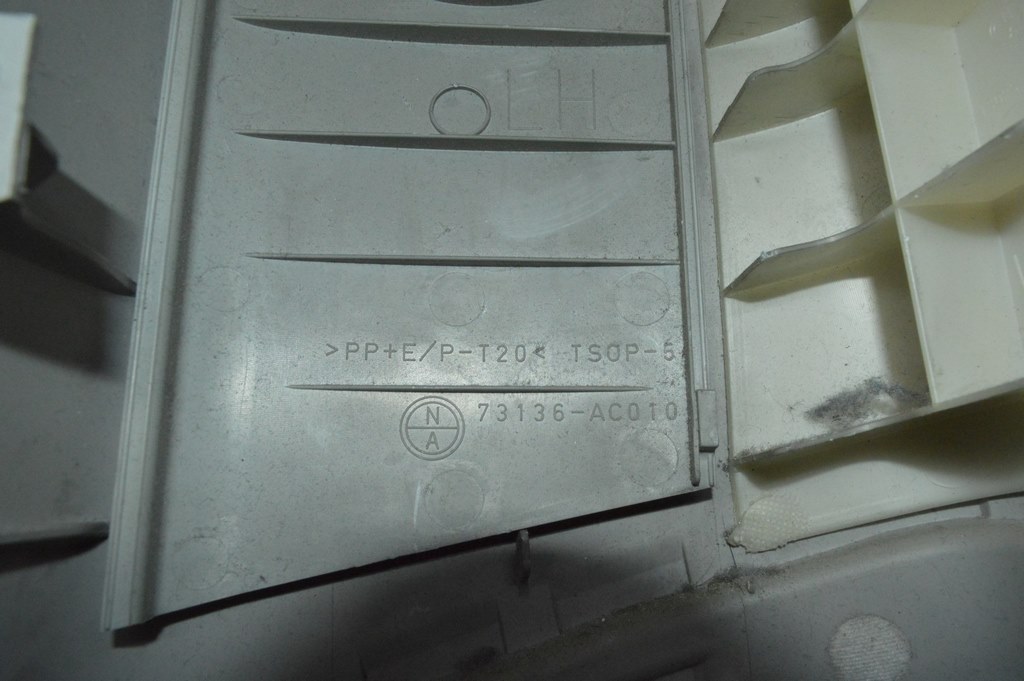 LH
>PP+E/P-T20< TSOP-5
N
A
73136-AC010